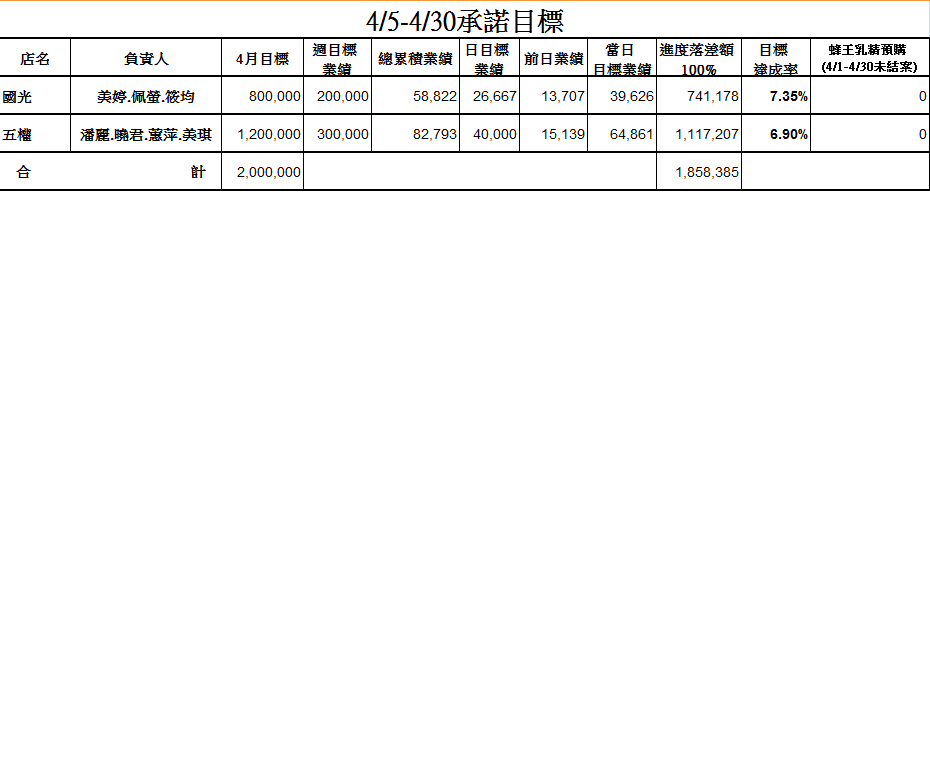 4/5-4/30承諾目標
店名 負責人 4月目標 週目標業績 總累積業績 日目標業績 前日業績 當日目標業績 進度落差額100% 目標達成率 蜂王乳精預購(4/1-4/30未結案)
國光 美婷.佩螢.筱均 800,000 200,000 58,822 26,667 13,707 39,626 741,178 7.35% 0
五權 潘麗.曉君.蕙萍.美琪 1,200,000 300,000 82,793 40,000 15,139 64,861 1,117,207 6.90% 0
合計 2,000,000 1,858,385